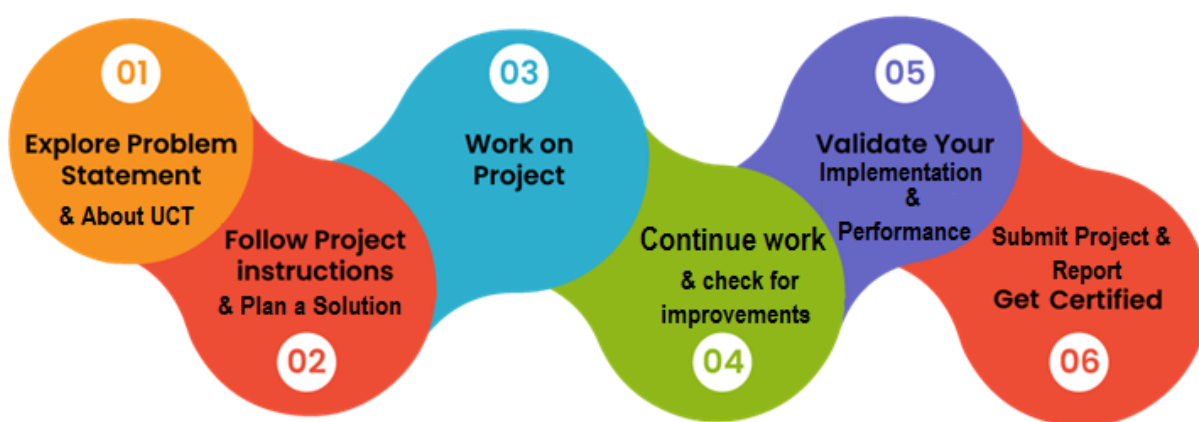 01
Explore Problem
Statement
& About UCT
Follow Project
instructions
& Plan a Solution
02
03
Work on
Project
Continue work
& check for
improvements
04
05
Validate Your
Implementation
&
Performance
Submit Project &
Report
Get Certified
06